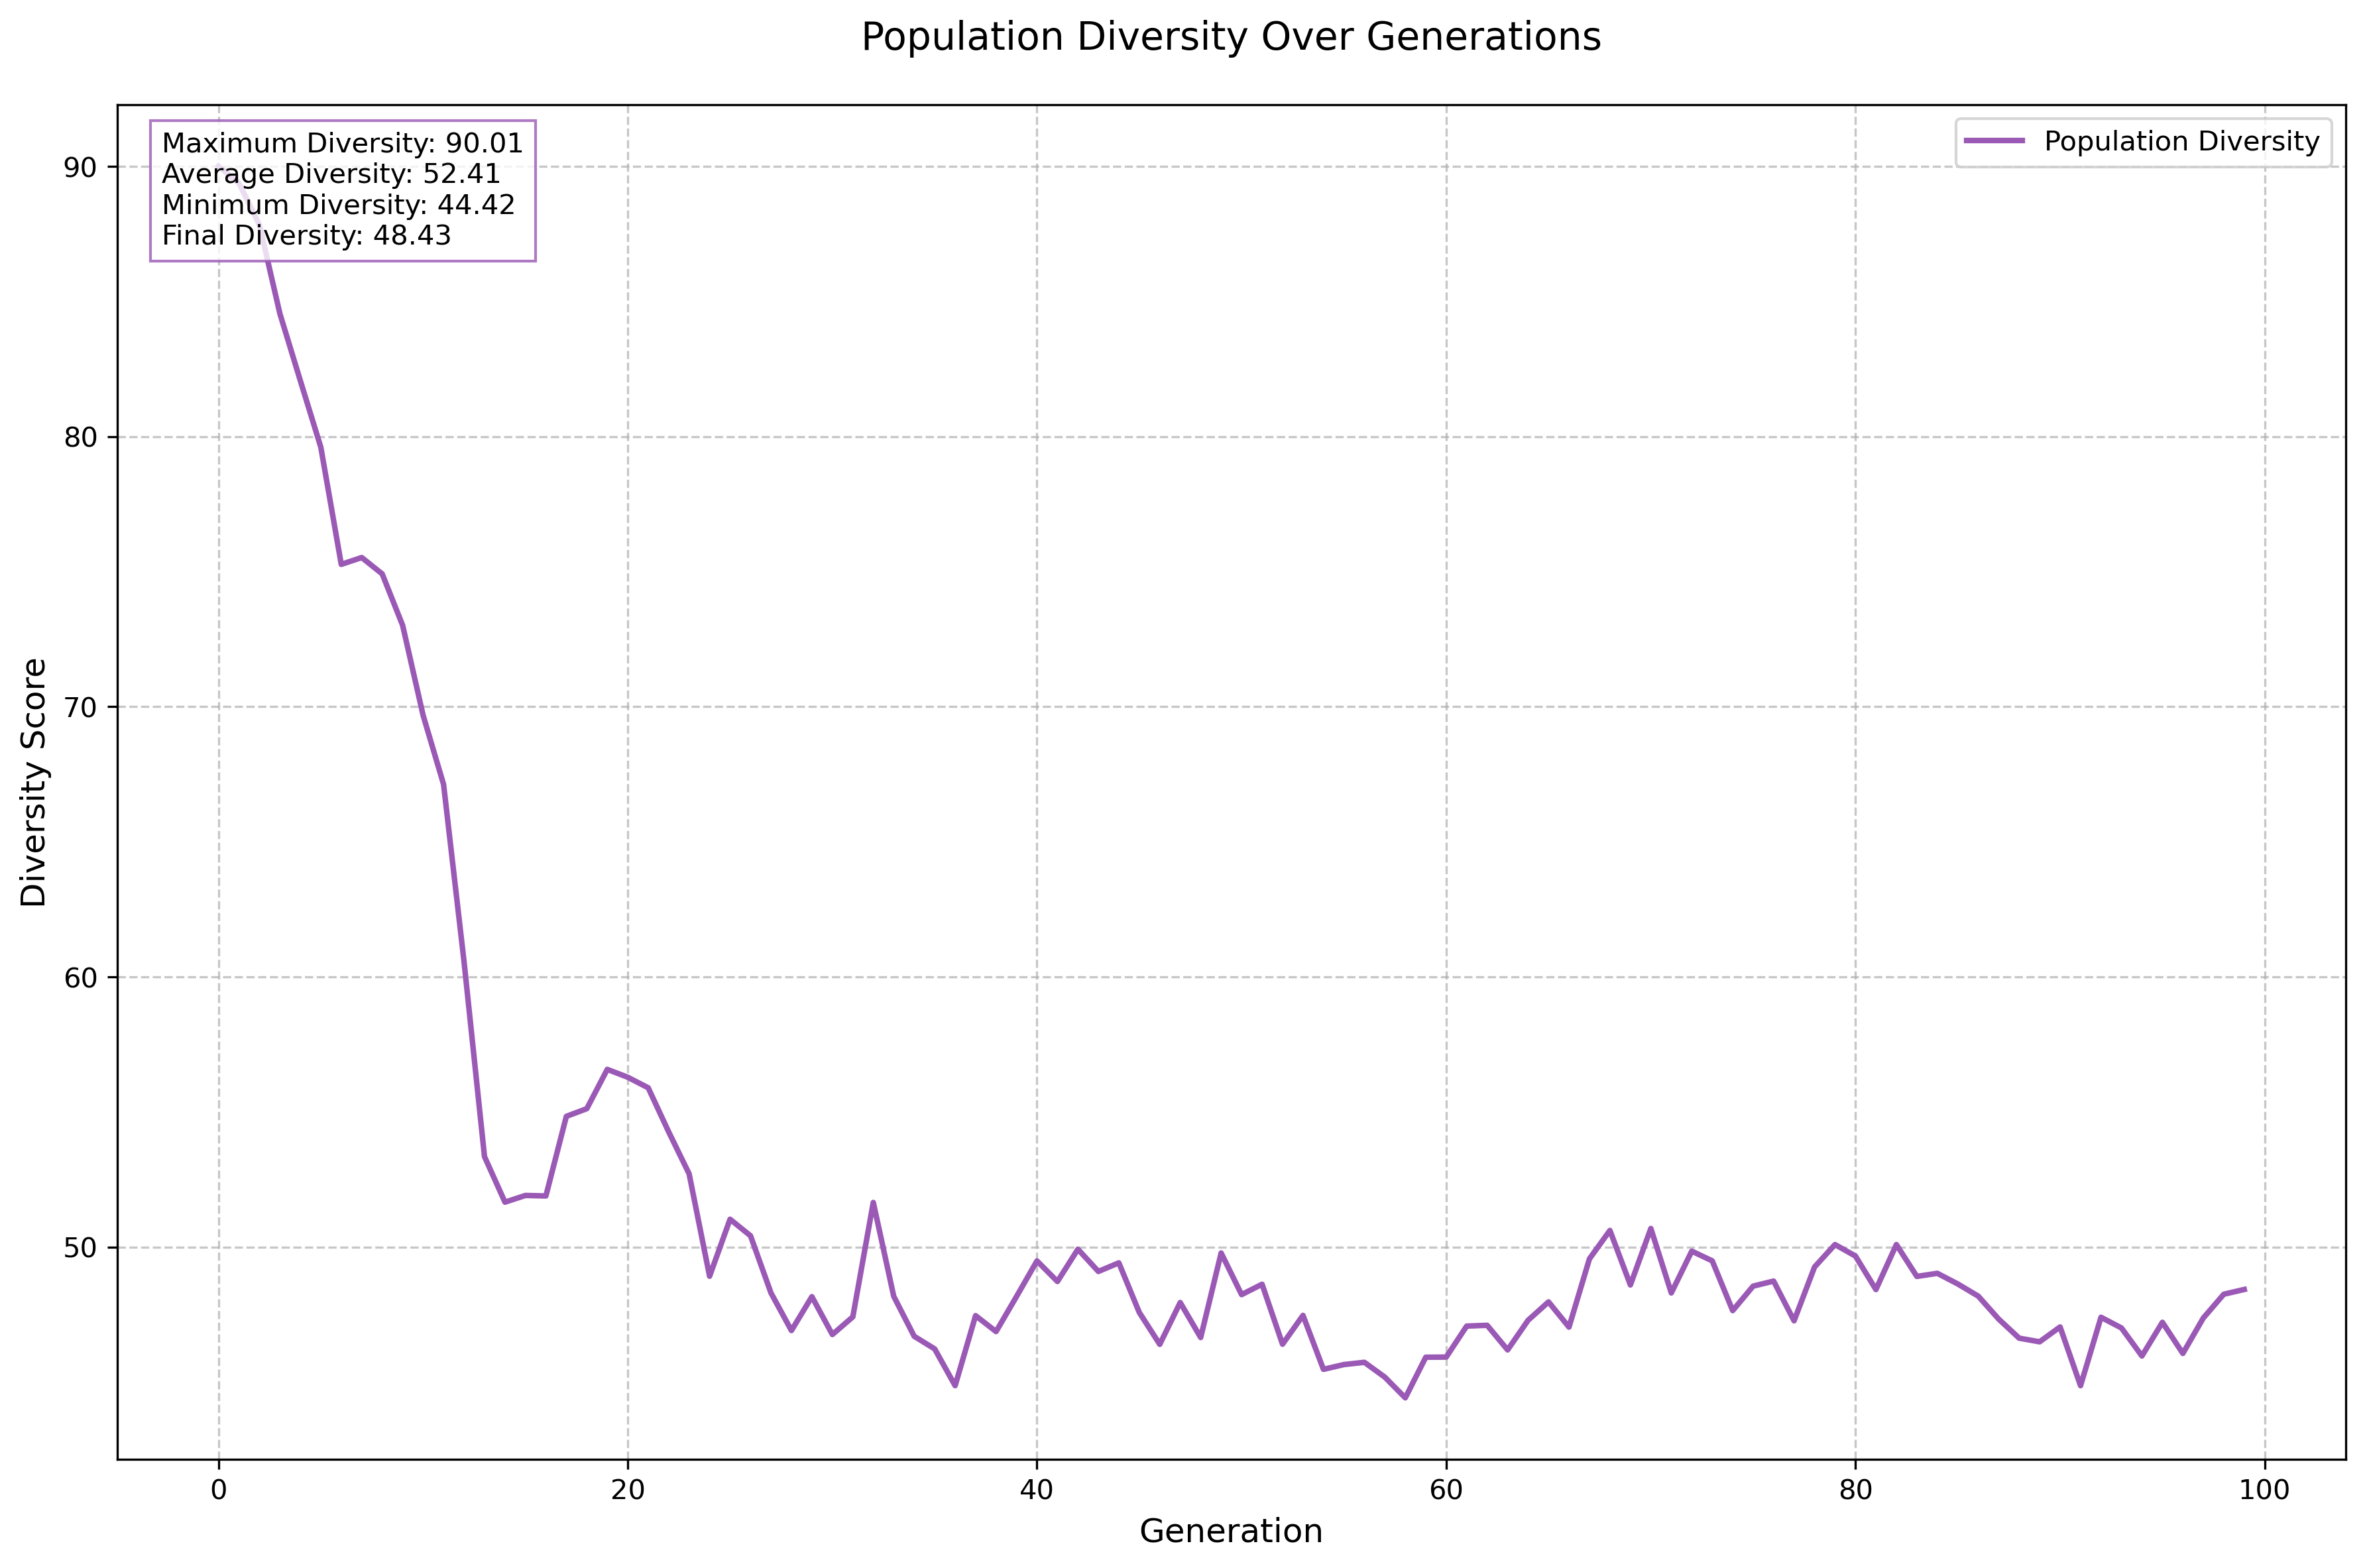 Population Diversity Over Generations
Maximum Diversity: 90.01
Average Diversity: 52.41
Minimum Diversity: 44.42
Final Diversity: 48.43
Population Diversity
90
80
70
60
50
Diversity Score
0
20
40
60
80
100
Generation